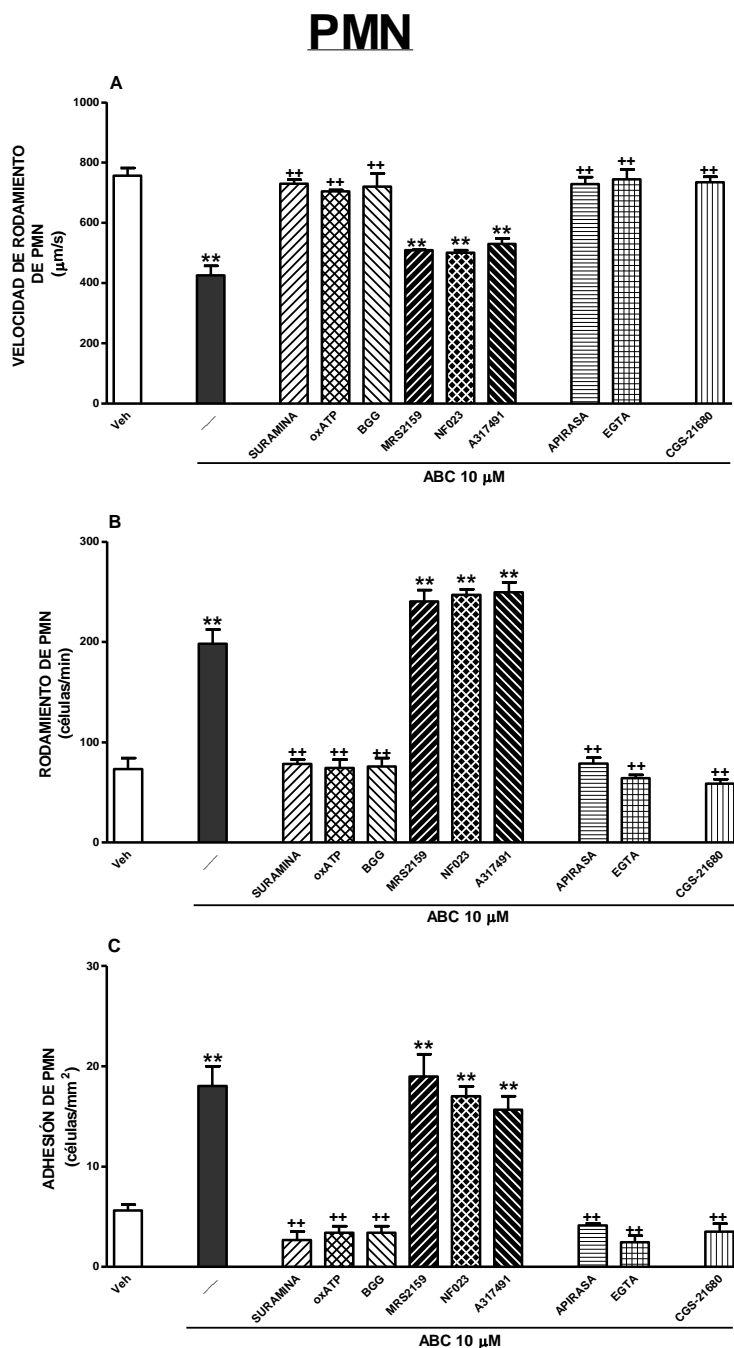 PMN
A
VELOCIDAD DE RODAMIENTO
DE PMN
(µm/s)
1000
800
600
400
200
0
**
++
++
++
**
**
**
++
++
++
Veh
SURAMINA
oxATP
BGG
MRS2159
NF023
A317491
APIRASA
EGTA
CGS-21680
ABC 10 µM
B
RODAMIENTO DE PMN
(células/min)
300
200
100
0
**
++
++
++
**
**
**
++
++
++
Veh
SURAMINA
oxATP
BGG
MRS2159
NF023
A317491
APIRASA
EGTA
CGS-21680
ABC 10 µM
C
ADHESIÓN DE PMN
(células/mm²)
30
20
10
0
**
++
++
++
**
**
**
++
++
++
Veh
SURAMINA
oxATP
BGG
MRS2159
NF023
A317491
APIRASA
EGTA
CGS-21680
ABC 10 µM